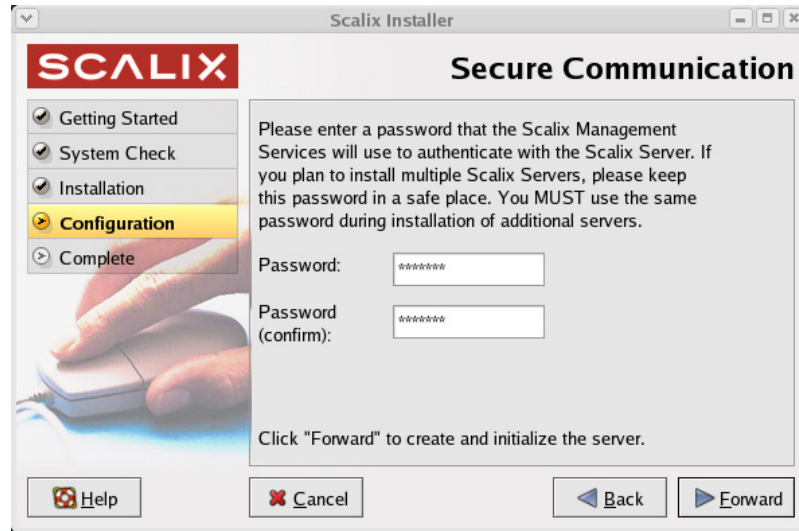 Scalix Installer
SCALIX
Secure Communication
Getting Started
System Check
Installation
Configuration
Complete
Please enter a password that the Scalix Management
Services will use to authenticate with the Scalix Server. If
you plan to install multiple Scalix Servers, please keep
this password in a safe place. You MUST use the same
password during installation of additional servers.
Password: *******
Password
(confirm): *******
Click "Forward" to create and initialize the server.
Help Cancel Back Forward